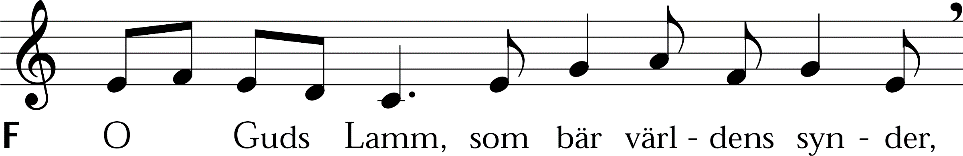 F O Guds Lamm, som bär värl - dens syn - der,